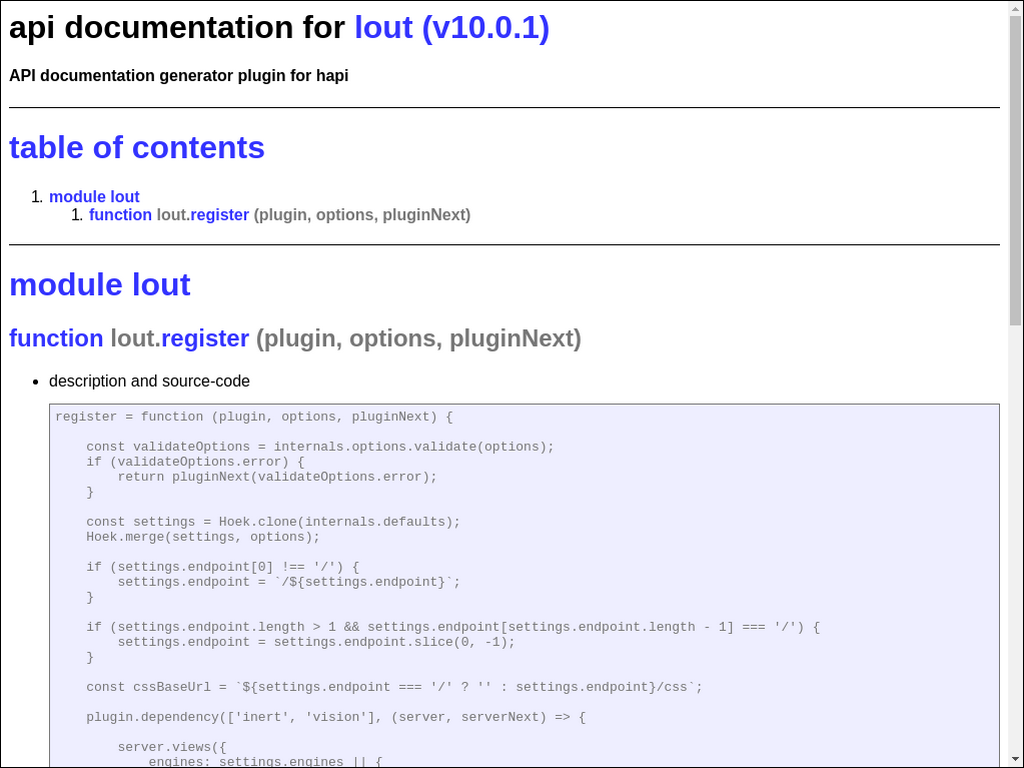 api documentation for lout (v10.0.1)
API documentation generator plugin for hapi
table of contents
1. module lout
1. function lout.register (plugin, options, pluginNext)
module lout
function lout.register (plugin, options, pluginNext)
• description and source-code
register = function (plugin, options, pluginNext) {
    const validateOptions = internals.options.validate(options);
    if (validateOptions.error) {
        return pluginNext(validateOptions.error);
    }
    const settings = Hoek.clone(internals.defaults);
    Hoek.merge(settings, options);
    if (settings.endpoint[0] !== '/') {
        settings.endpoint = `/${settings.endpoint}`;
    }
    if (settings.endpoint.length > 1 && settings.endpoint[settings.endpoint.length - 1] === '/') {
        settings.endpoint = settings.endpoint.slice(0, -1);
    }
    const cssBaseUrl = `${settings.endpoint === '/' ? '' : settings.endpoint}/css`;
    plugin.dependency(['inert', 'vision'], (server, serverNext) => {
        server.views({
            engines: settings.engines || {